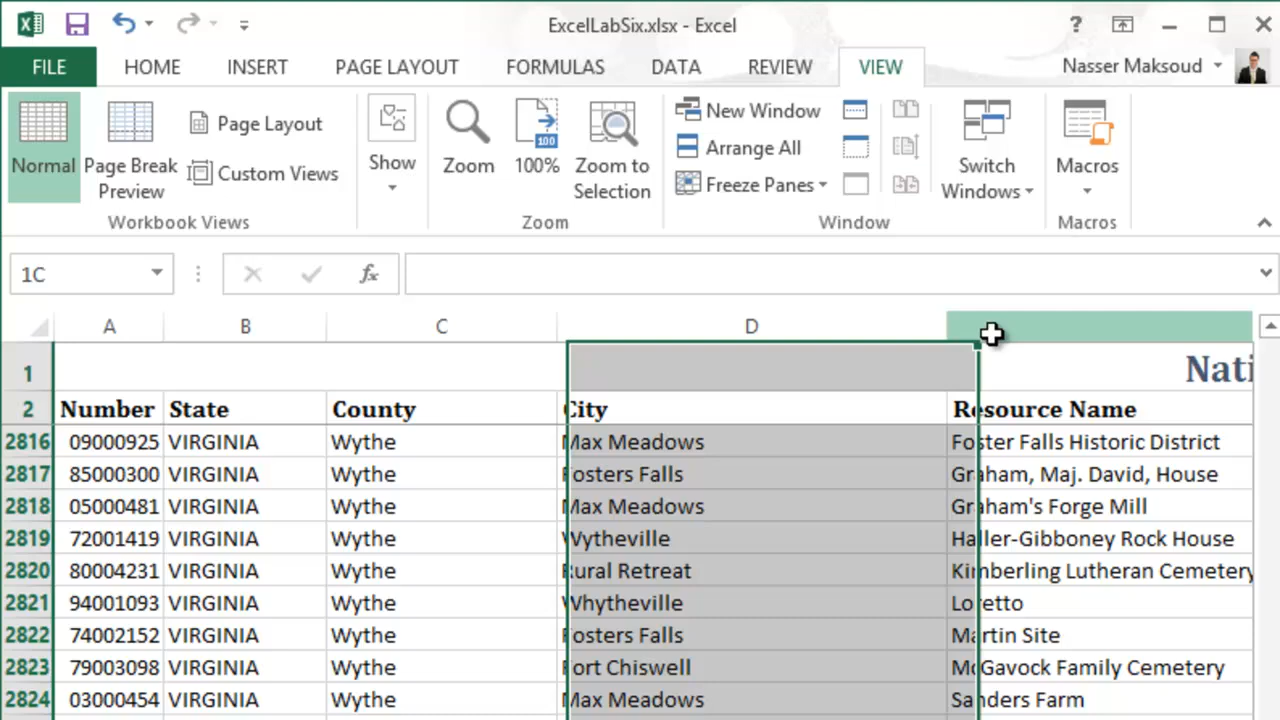 ExcelLabSix.xlsx - Excel
?
FILE HOME INSERT PAGE LAYOUT FORMULAS DATA REVIEW VIEW Nasser Maksoud
Normal
Page Break Preview
Page Layout
Custom Views
Workbook Views
Show
Zoom
100
100%
Zoom to Selection
Zoom
New Window
Arrange All
Freeze Panes
Switch Windows
Window
Macros
Macros
1C fx
A B C D
1 Nati
2 Number State County City Resource Name
2816 09000925 VIRGINIA Wythe Max Meadows Foster Falls Historic District
2817 85000300 VIRGINIA Wythe Fosters Falls Graham, Maj. David, House
2818 05000481 VIRGINIA Wythe Max Meadows Graham's Forge Mill
2819 72001419 VIRGINIA Wythe Wytheville Haller-Gibboney Rock House
2820 80004231 VIRGINIA Wythe Rural Retreat Kimberling Lutheran Cemetery
2821 94001093 VIRGINIA Wythe Whytheville Loretto
2822 74002152 VIRGINIA Wythe Fosters Falls Martin Site
2823 79003098 VIRGINIA Wythe Fort Chiswell McGavock Family Cemetery
2824 03000454 VIRGINIA Wythe Max Meadows Sanders Farm